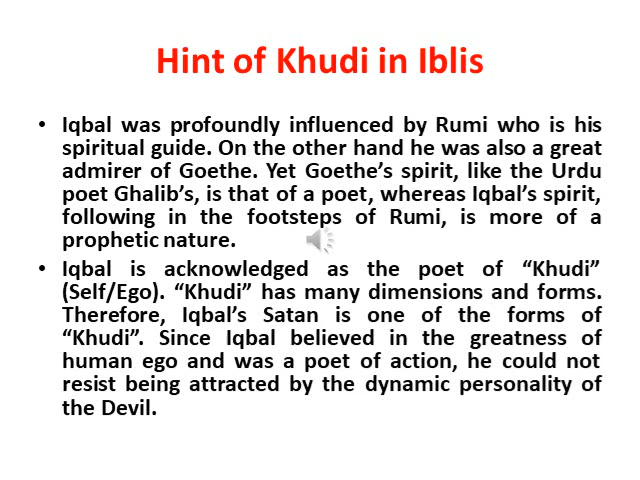 Hint of Khudi in Iblis
• Iqbal was profoundly influenced by Rumi who is his
spiritual guide. On the other hand he was also a great
admirer of Goethe. Yet Goethe’s spirit, like the Urdu
poet Ghalib’s, is that of a poet, whereas Iqbal’s spirit,
following in the footsteps of Rumi, is more of a
prophetic nature.
• Iqbal is acknowledged as the poet of “Khudi”
(Self/Ego). “Khudi” has many dimensions and forms.
Therefore, Iqbal’s Satan is one of the forms of
“Khudi”. Since Iqbal believed in the greatness of
human ego and was a poet of action, he could not
resist being attracted by the dynamic personality of
the Devil.